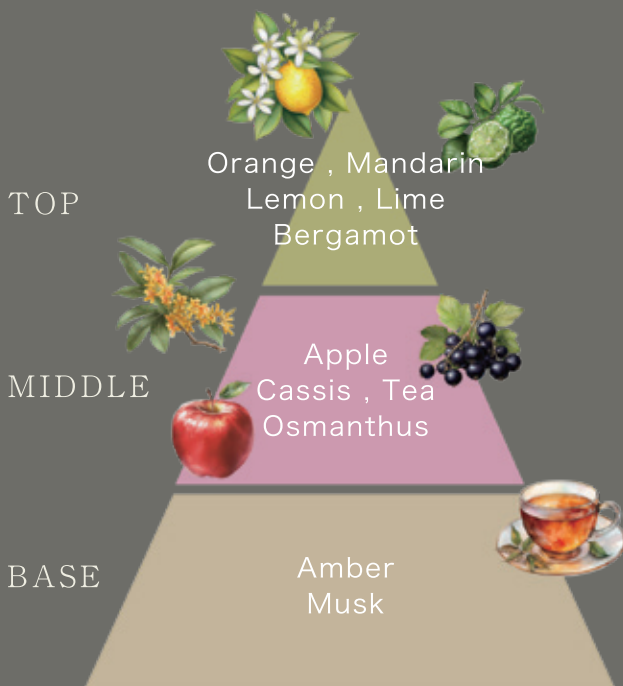 TOP
Orange , Mandarin
Lemon , Lime
Bergamot
MIDDLE
Apple
Cassis , Tea
Osmanthus
BASE
Amber
Musk